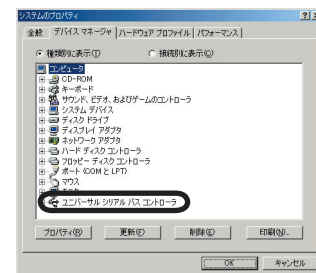 システムのプロパティ
全般 デバイス マネージャ ハードウェア プロファイル パフォーマンス
種類別に表示(T) 接続別に表示(C)
コンピュータ
CD-ROM
キーボード
サウンド、ビデオ、およびゲームのコントローラ
システム デバイス
ディスク ドライブ
ディスプレイ アダプタ
ネットワーク アダプタ
ハード ディスク コントローラ
フロッピー ディスク コントローラ
ポート (COM と LPT)
マウス
モニタ
ユニバーサル シリアル バス コントローラ
プロパティ(R) 更新(F) 削除(E) 印刷(N)...
OK キャンセル